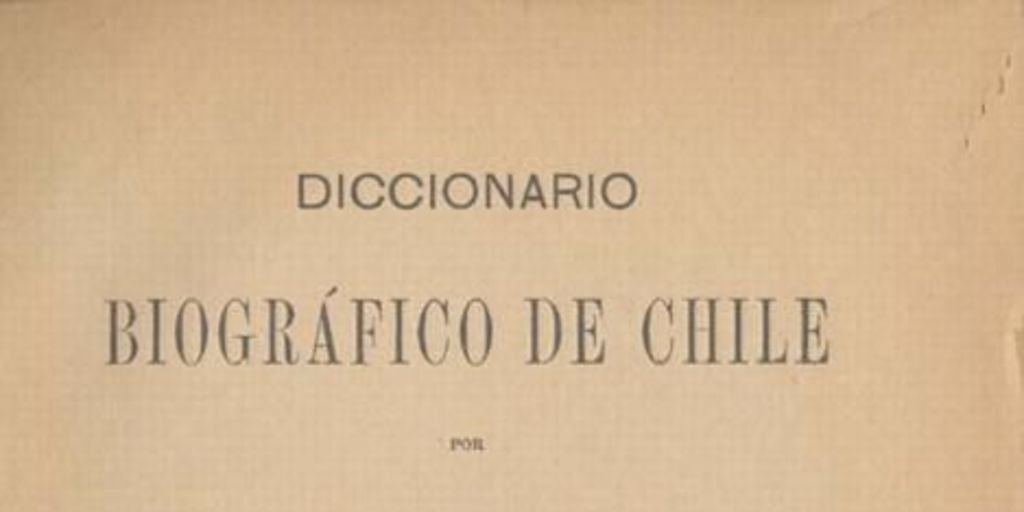 DICCIONARIO
BIOGRÁFICO DE CHILE
POR